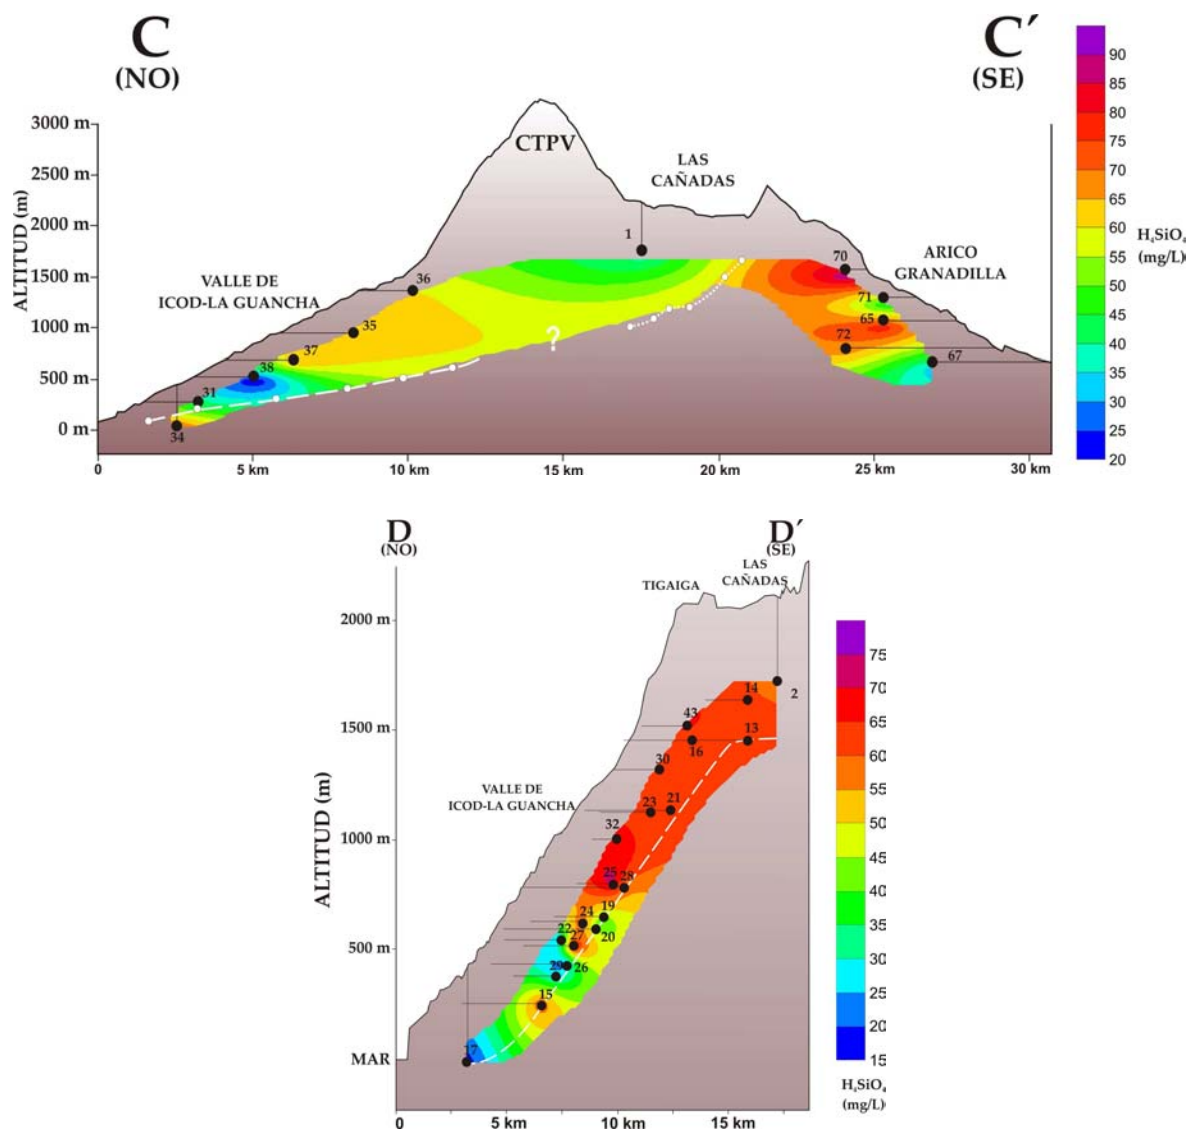 C
(NO)
C´
(SE)
3000 m
2500 m
2000 m
1500 m
1000 m
500 m
0 m
ALTITUD (m)
CTPV
LAS
CAÑADAS
VALLE DE
ICOD-LA GUANCHA
ARICO
GRANADILLA
1
36
35
37
38
31
34
70
71
65
72
67
?
0
5 km
10 km
15 km
20 km
25 km
30 km
90
85
80
75
70
65
60
55
50
45
40
35
30
25
20
H₄SiO₄
(mg/L)
D
(NO)
D´
(SE)
TIGAIGA
LAS
CAÑADAS
2000 m
1500 m
1000 m
500 m
MAR
ALTITUD (m)
VALLE DE
ICOD-LA GUANCHA
2
14
43
16
13
30
23
21
32
25
28
24
19
22
27
20
29
26
15
17
0
5 km
10 km
15 km
75
70
65
60
55
50
45
40
35
30
25
20
15
H₄SiO₄
(mg/L)